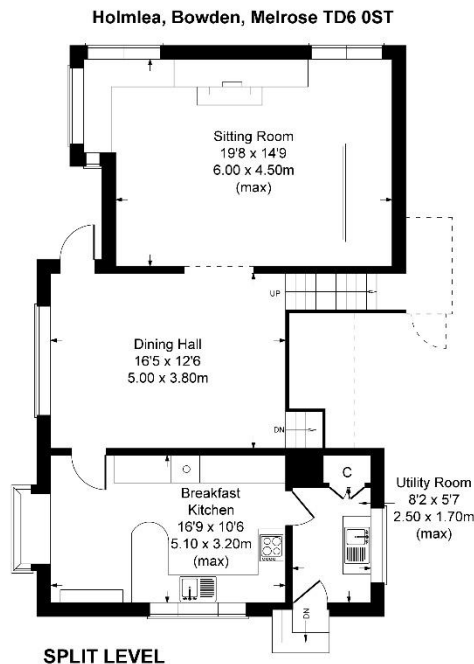 Holmlea, Bowden, Melrose TD6 0ST
Sitting Room
19'8 x 14'9
6.00 x 4.50m
(max)
UP
Dining Hall
16'5 x 12'6
5.00 x 3.80m
DN
C
Utility Room
8'2 x 5'7
2.50 x 1.70m
(max)
Breakfast
Kitchen
16'9 x 10'6
5.10 x 3.20m
(max)
DN
SPLIT LEVEL